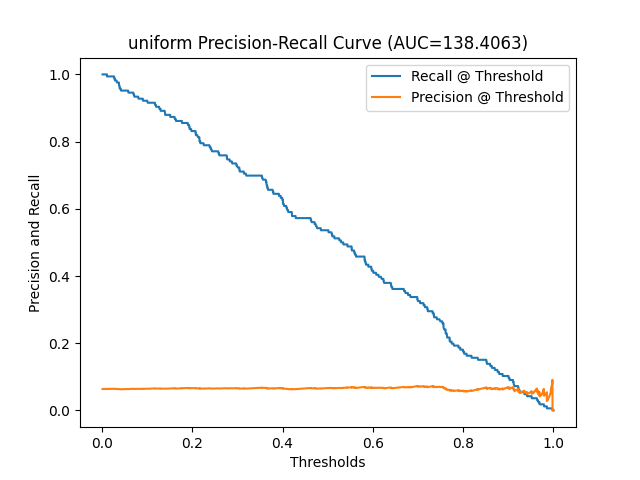 uniform Precision-Recall Curve (AUC=138.4063)
Recall @ Threshold
Precision @ Threshold
Precision and Recall
1.0
0.8
0.6
0.4
0.2
0.0
0.0 0.2 0.4 0.6 0.8 1.0
Thresholds